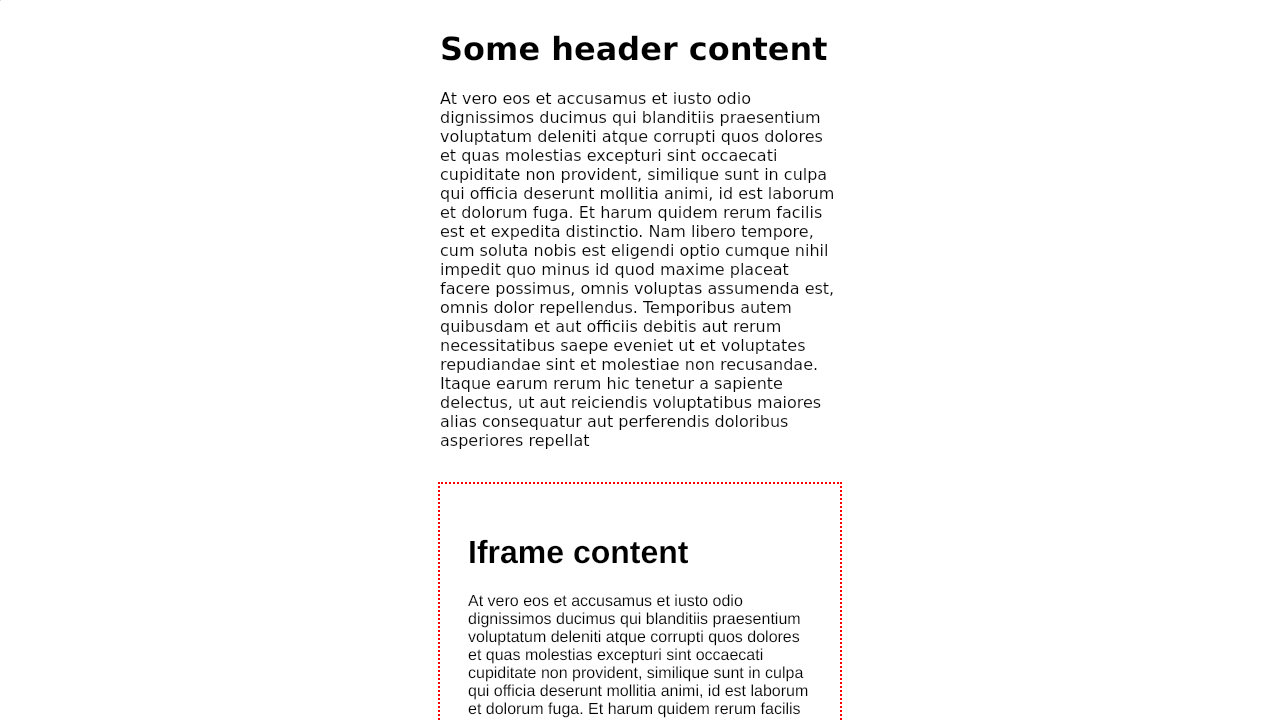 Some header content
At vero eos et accusamus et iusto odio
dignissimos ducimus qui blanditiis praesentium
voluptatum deleniti atque corrupti quos dolores
et quas molestias excepturi sint occaecati
cupiditate non provident, similique sunt in culpa
qui officia deserunt mollitia animi, id est laborum
et dolorum fuga. Et harum quidem rerum facilis
est et expedita distinctio. Nam libero tempore,
cum soluta nobis est eligendi optio cumque nihil
impedit quo minus id quod maxime placeat
facere possimus, omnis voluptas assumenda est,
omnis dolor repellendus. Temporibus autem
quibusdam et aut officiis debitis aut rerum
necessitatibus saepe eveniet ut et voluptates
repudiandae sint et molestiae non recusandae.
Itaque earum rerum hic tenetur a sapiente
delectus, ut aut reiciendis voluptatibus maiores
alias consequatur aut perferendis doloribus
asperiores repellat
Iframe content
At vero eos et accusamus et iusto odio
dignissimos ducimus qui blanditiis praesentium
voluptatum deleniti atque corrupti quos dolores
et quas molestias excepturi sint occaecati
cupiditate non provident, similique sunt in culpa
qui officia deserunt mollitia animi, id est laborum
et dolorum fuga. Et harum quidem rerum facilis